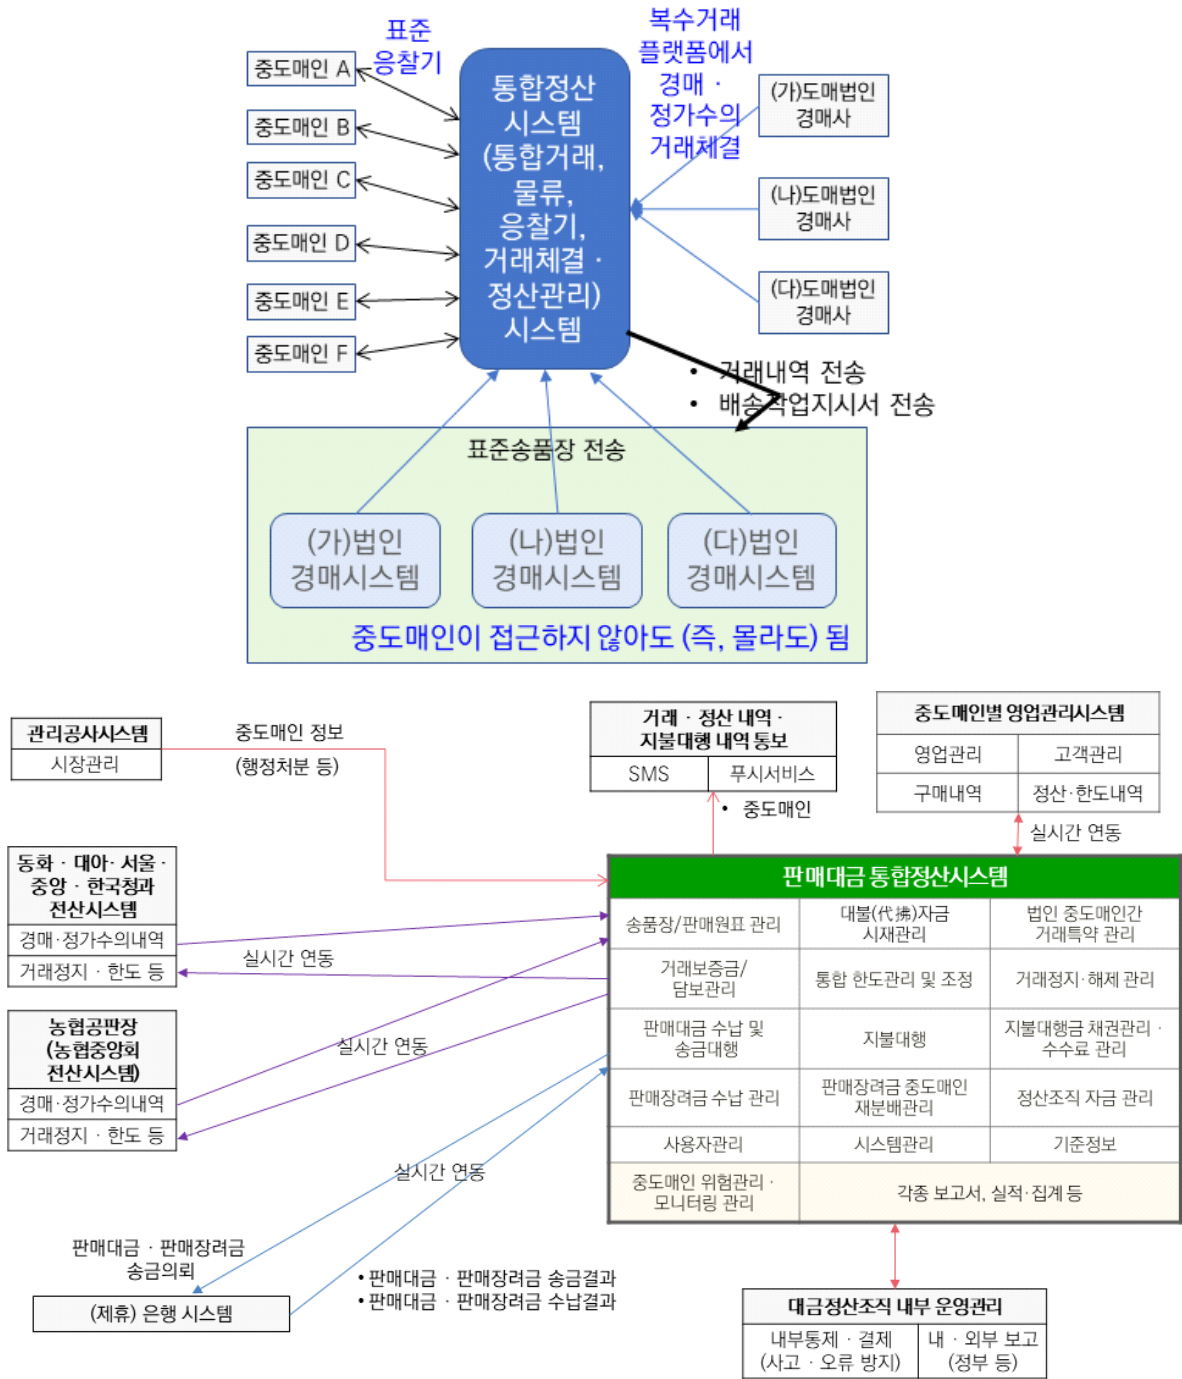 표준
응찰기
복수거래
플랫폼에서
경매 ·
정가수의
거래체결
중도매인 A
중도매인 B
중도매인 C
중도매인 D
중도매인 E
중도매인 F
통합정산
시스템
(통합거래,
물류,
응찰기,
거래체결 ·
정산관리)
시스템
(가)도매법인
경매사
(나)도매법인
경매사
(다)도매법인
경매사
• 거래내역 전송
• 배송작업지시서 전송
표준송품장 전송
(가)법인
경매시스템
(나)법인
경매시스템
(다)법인
경매시스템
중도매인이 접근하지 않아도 (즉, 몰라도) 됨
관리공사시스템
시장관리
중도매인 정보
(행정처분 등)
거래 · 정산 내역 ·
지불대행 내역 통보
SMS
푸시서비스
• 중도매인
중도매인별 영업관리시스템
영업관리
고객관리
구매내역
정산·한도내역
실시간 연동
동화 · 대아· 서울 ·
중앙 · 한국청과
전산시스템
경매·정가수의내역
거래정지 · 한도 등
실시간 연동
농협공판장
(농협중앙회
전산시스템)
경매·정가수의내역
거래정지 · 한도 등
실시간 연동
판매대금 통합정산시스템
송품장/판매원표 관리
대불(代拂)자금
시재관리
법인 중도매인간
거래특약 관리
거래보증금/
담보관리
통합 한도관리 및 조정
거래정지·해제 관리
판매대금 수납 및
송금대행
지불대행
지불대행금 채권관리 ·
수수료 관리
판매장려금 수납 관리
판매장려금 중도매인
재분배관리
정산조직 자금 관리
사용자관리
시스템관리
기준정보
중도매인 위험관리 ·
모니터링 관리
각종 보고서, 실적·집계 등
실시간 연동
판매대금 · 판매장려금
송금의뢰
(제휴) 은행 시스템
• 판매대금 · 판매장려금 송금결과
• 판매대금 · 판매장려금 수납결과
대금정산조직 내부 운영관리
내부통제 · 결제
(사고 · 오류 방지)
내 · 외부 보고
(정부 등)